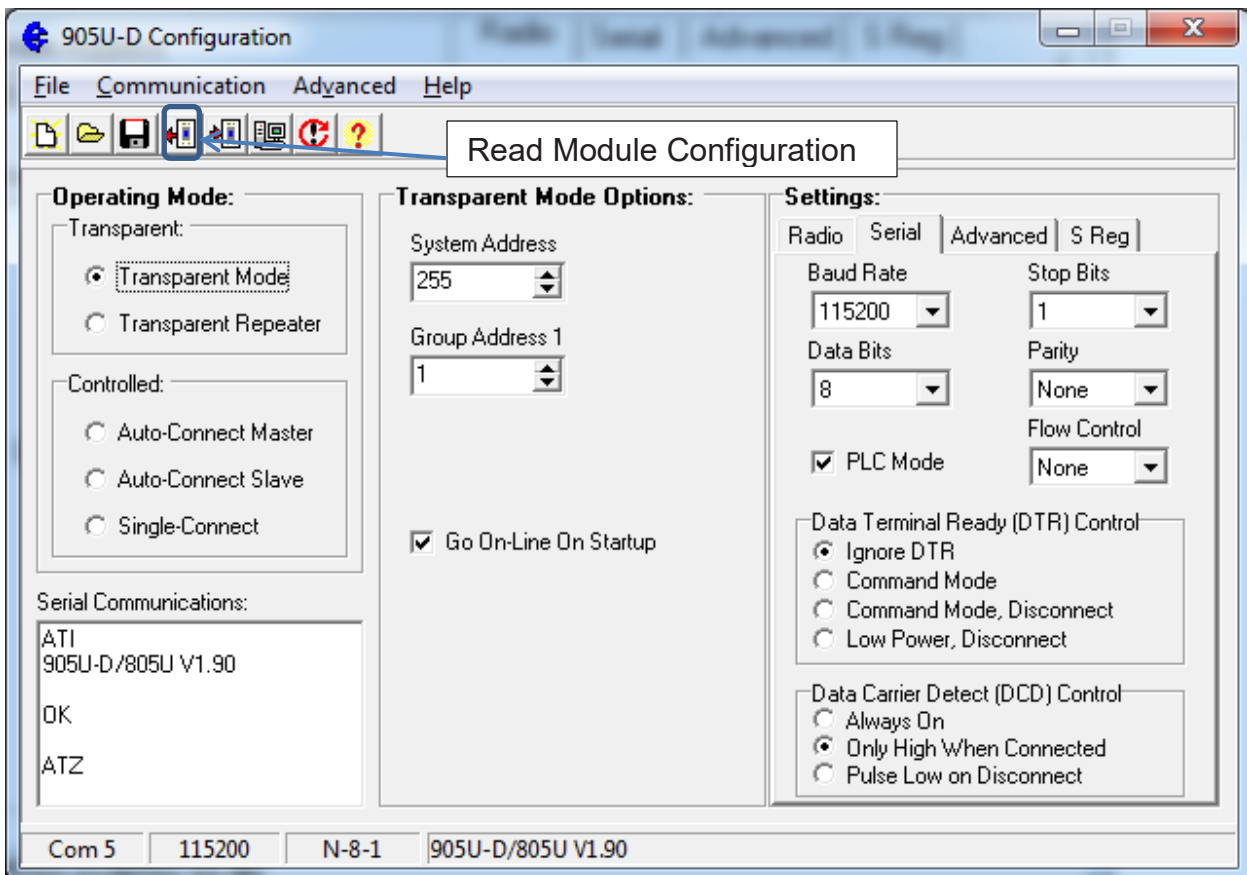 905U-D Configuration
File Communication Advanced Help
Read Module Configuration
Operating Mode:
Transparent:
Transparent Mode
Transparent Repeater
Controlled:
Auto-Connect Master
Auto-Connect Slave
Single-Connect
Serial Communications:
ATI
905U-D/805U V1.90
OK
ATZ
Transparent Mode Options:
System Address
255
Group Address 1
1
Go On-Line On Startup
Settings:
Radio Serial Advanced S Reg
Baud Rate Stop Bits
115200 1
Data Bits Parity
8 None
Flow Control
PLC Mode None
Data Terminal Ready (DTR) Control
Ignore DTR
Command Mode
Command Mode, Disconnect
Low Power, Disconnect
Data Carrier Detect (DCD) Control
Always On
Only High When Connected
Pulse Low on Disconnect
Com 5 115200 N-8-1 905U-D/805U V1.90